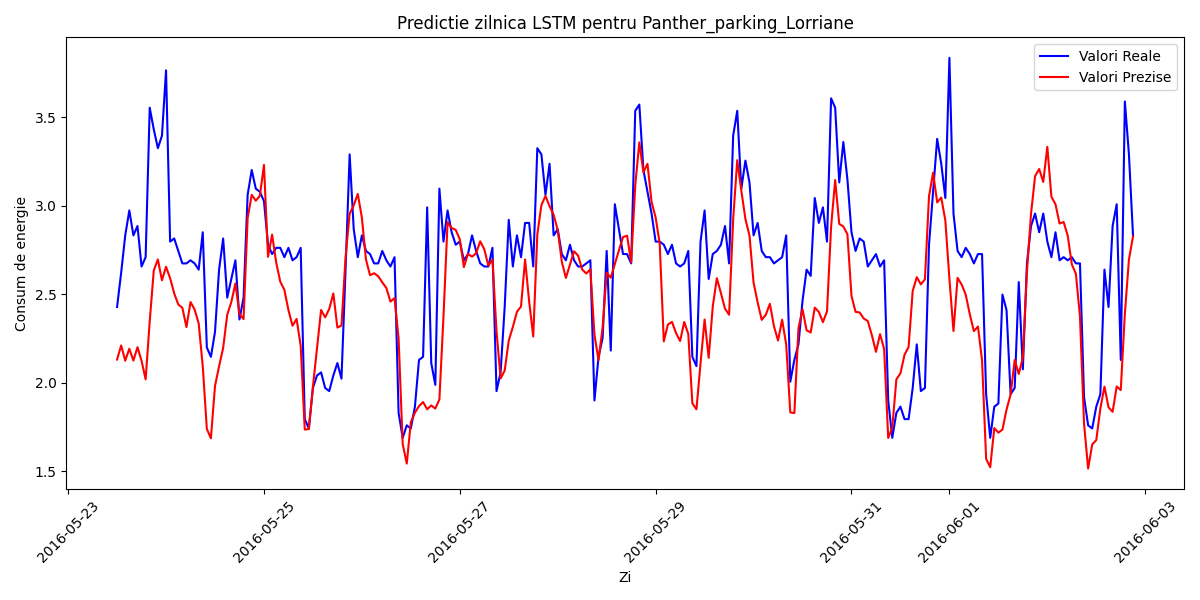 Predictie zilnica LSTM pentru Panther_parking_Lorriane
Valori Reale
Valori Prezise
Consum de energie
3.5
3.0
2.5
2.0
1.5
2016-05-23
2016-05-25
2016-05-27
2016-05-29
2016-05-31
2016-06-01
2016-06-03
Zi